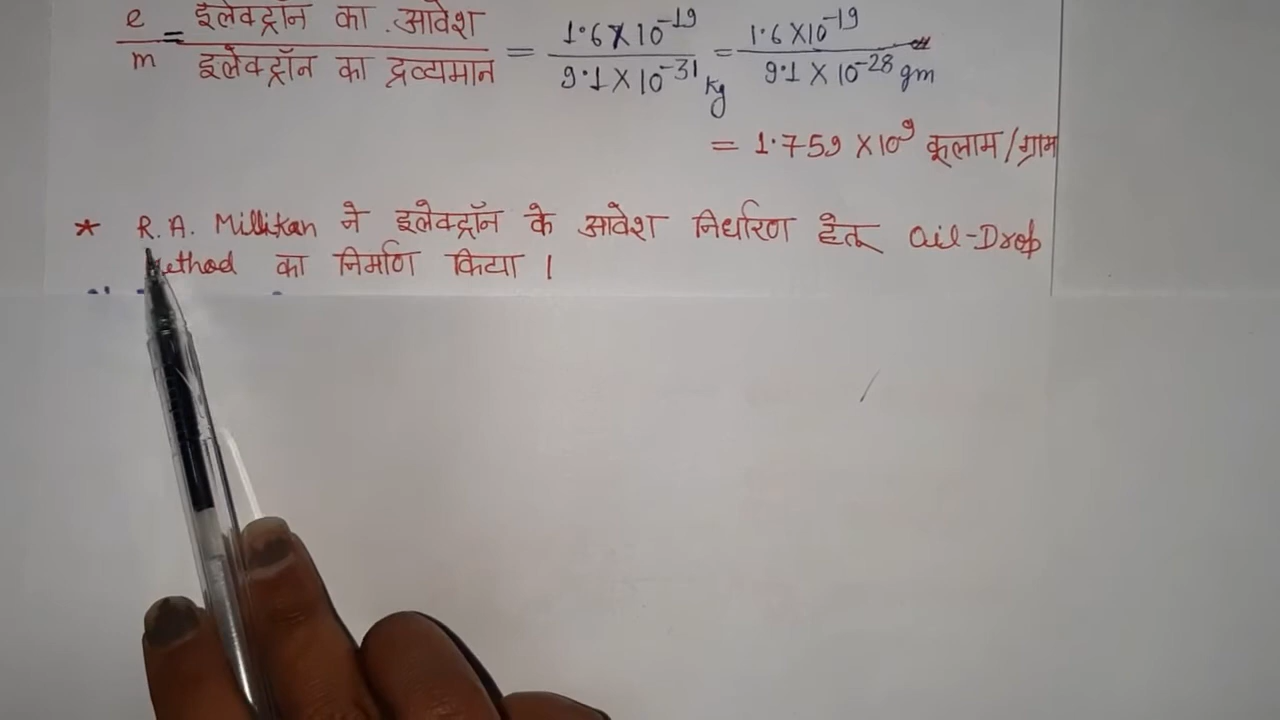 e/m = इलेक्ट्रॉन का आवेश / इलेक्ट्रॉन का द्रव्यमान = 1.6 X 10^-19 / 9.1 X 10^-31 kg = 1.6 X 10^-19 / 9.1 X 10^-28 gm
= 1.759 X 10^9 कूलाम/ग्राम
* R.A. Millikan ने इलेक्ट्रॉन के आवेश निर्धारण हेतू Oil-Drop
Method का निर्माण किया ।